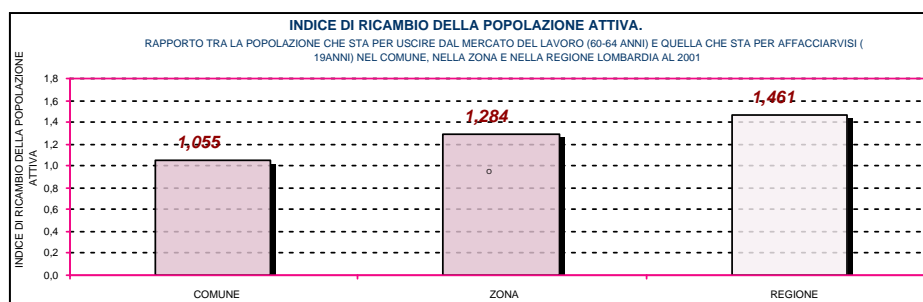 INDICE DI RICAMBIO DELLA POPOLAZIONE ATTIVA.
RAPPORTO TRA LA POPOLAZIONE CHE STA PER USCIRE DAL MERCATO DEL LAVORO (60-64 ANNI) E QUELLA CHE STA PER AFFACCIARVISI (
19ANNI) NEL COMUNE, NELLA ZONA E NELLA REGIONE LOMBARDIA AL 2001
INDICE DI RICAMBIO DELLA POPOLAZIONE
ATTIVA
1,8
1,6
1,4
1,2
1,0
0,8
0,6
0,4
0,2
0,0
1,055
1,284
1,461
COMUNE
ZONA
REGIONE